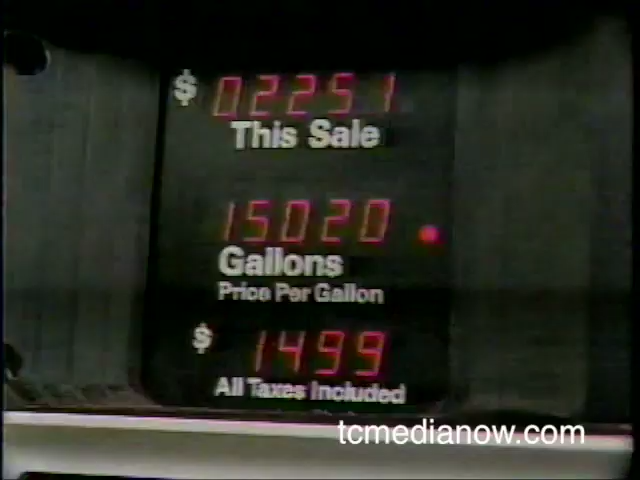 $ 02251
This Sale
15020
Gallons
Price Per Gallon
$ 1499
All Taxes Included
tcmedianow.com